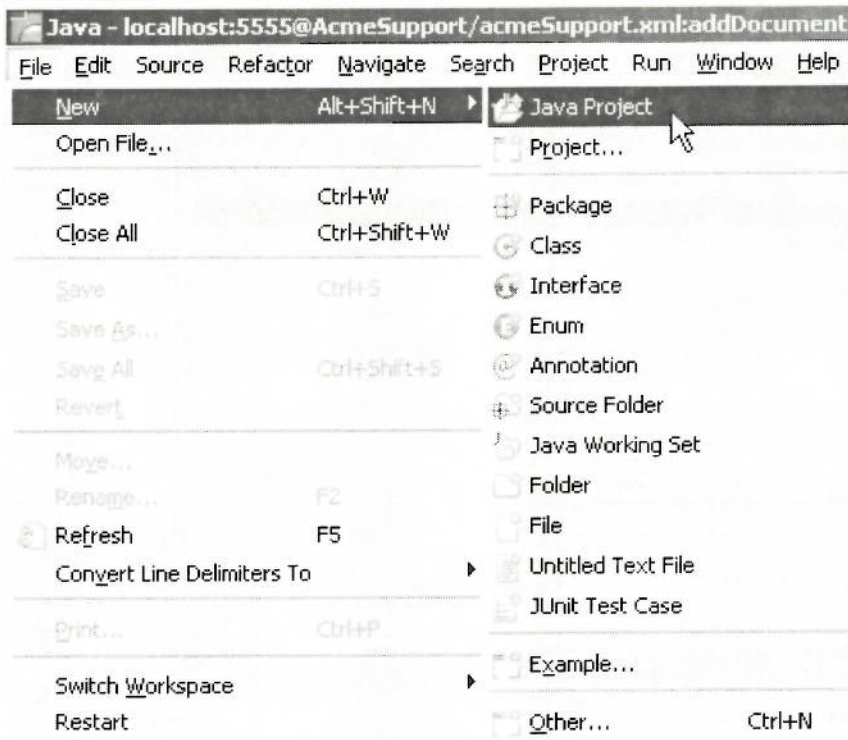 Java - localhost:5555@AcmeSupport/acmeSupport.xml:addDocument
File Edit Source Refactor Navigate Search Project Run Window Help
New Alt+Shift+N
Open File...
Close Ctrl+W
Close All Ctrl+Shift+W
Save Ctrl+S
Save As...
Save All Ctrl+Shift+S
Revert
Move...
Rename... F2
Refresh F5
Convert Line Delimiters To
Print... Ctrl+P
Switch Workspace
Restart
Java Project
Project...
Package
Class
Interface
Enum
Annotation
Source Folder
Java Working Set
Folder
File
Untitled Text File
JUnit Test Case
Example...
Other... Ctrl+N